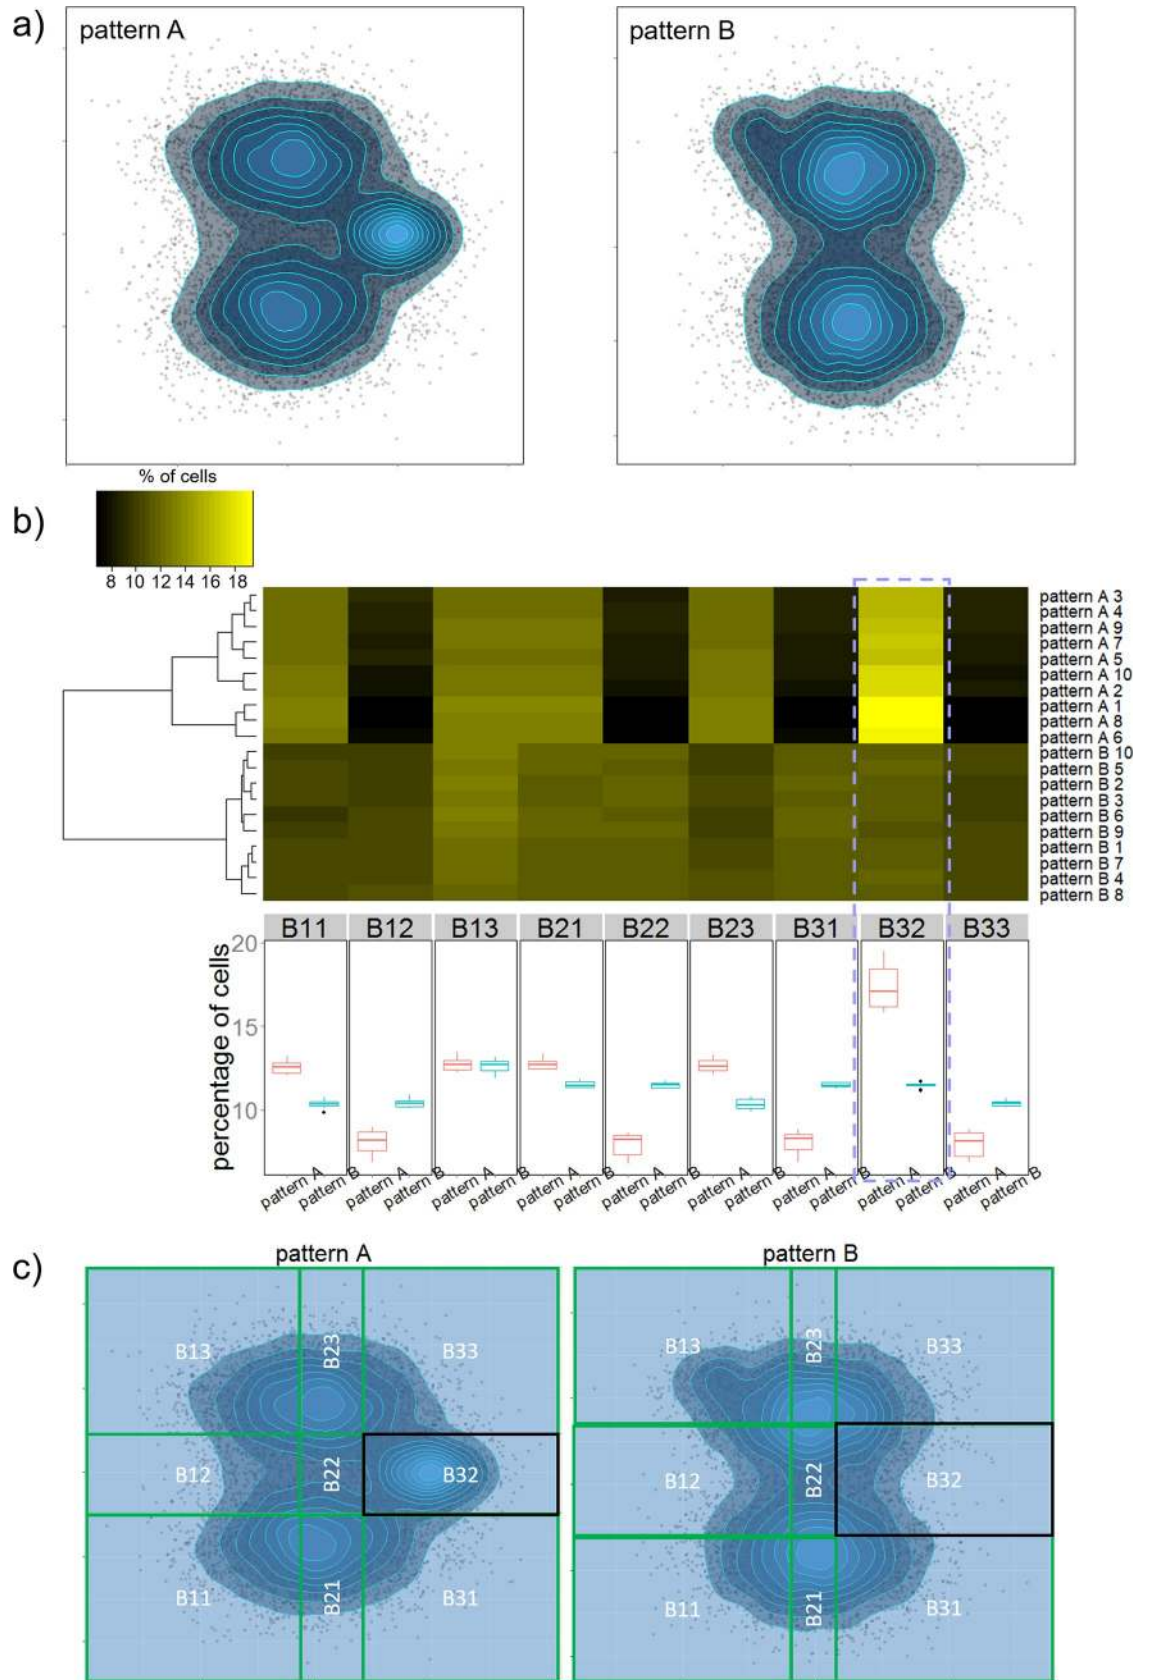 a)
pattern A
pattern B
% of cells
b)
8 10 12 14 16 18
pattern A 3
pattern A 4
pattern A 9
pattern A 7
pattern A 5
pattern A 10
pattern A 2
pattern A 1
pattern A 8
pattern A 6
pattern B 10
pattern B 5
pattern B 2
pattern B 3
pattern B 6
pattern B 9
pattern B 1
pattern B 7
pattern B 4
pattern B 8
B11 B12 B13 B21 B22 B23 B31 B32 B33
percentage of cells
20
15
10
pattern A pattern B pattern A pattern B pattern A pattern B pattern A pattern B pattern A pattern B pattern A pattern B pattern A pattern B pattern A pattern B pattern A pattern B
c)
pattern A
pattern B
B13 B23 B33
B12 B22 B32
B11 B21 B31
B13 B23 B33
B12 B22 B32
B11 B21 B31